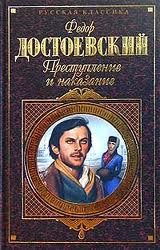 РУССКАЯ КЛАССИКА
Федор
ДОСТОЕВСКИЙ
Преступление
и наказание